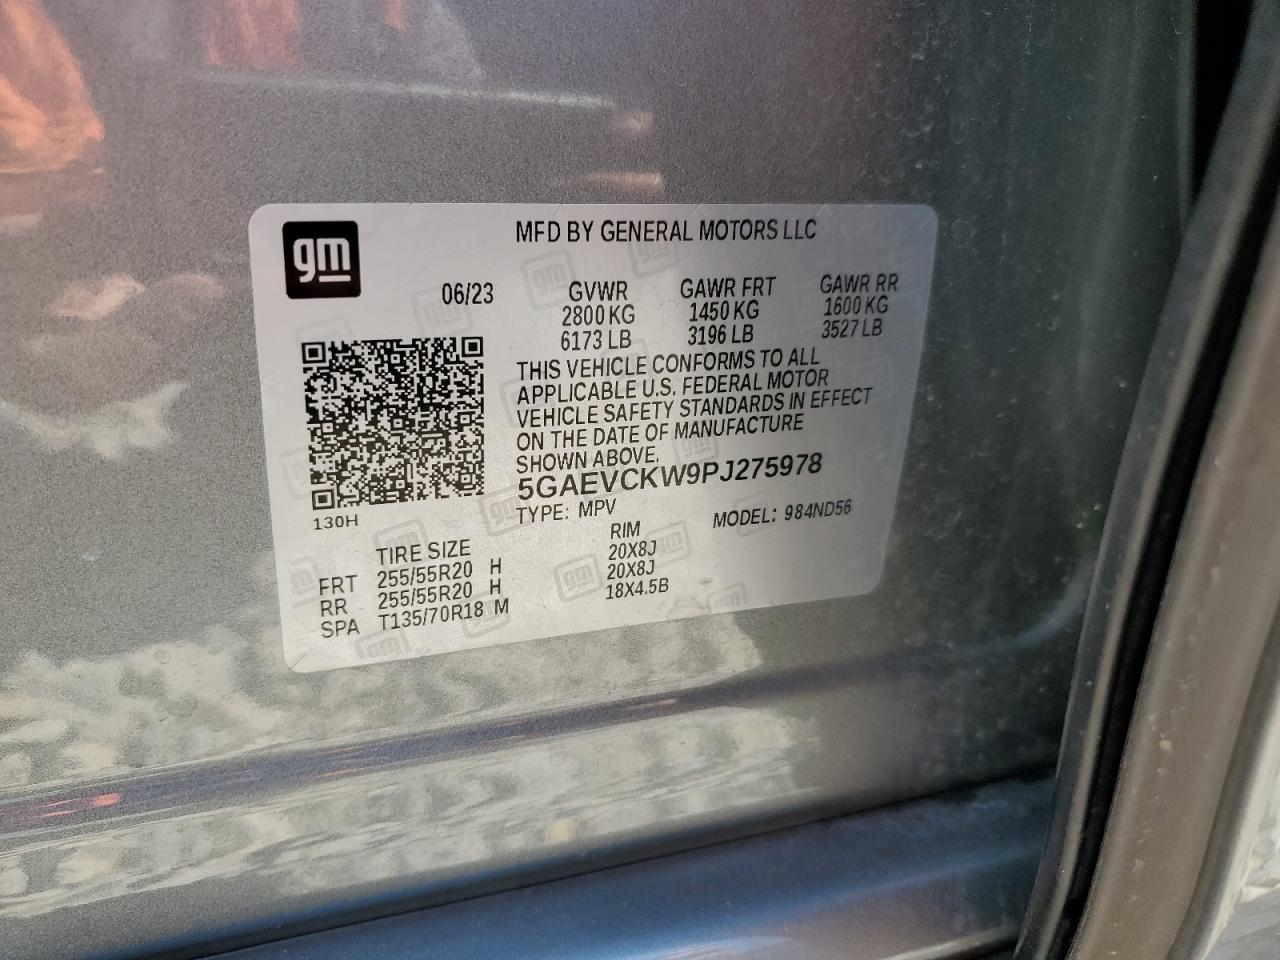 gm
MFD BY GENERAL MOTORS LLC
06/23
GVWR GAWR FRT GAWR RR
2800 KG 1450 KG 1600 KG
6173 LB 3196 LB 3527 LB
THIS VEHICLE CONFORMS TO ALL
APPLICABLE U.S. FEDERAL MOTOR
VEHICLE SAFETY STANDARDS IN EFFECT
ON THE DATE OF MANUFACTURE
SHOWN ABOVE.
5GAEVCKW9PJ275978
130H
TYPE: MPV MODEL: 984ND56
TIRE SIZE RIM
FRT 255/55R20 H 20X8J
RR 255/55R20 H 20X8J
SPA T135/70R18 M 18X4.5B